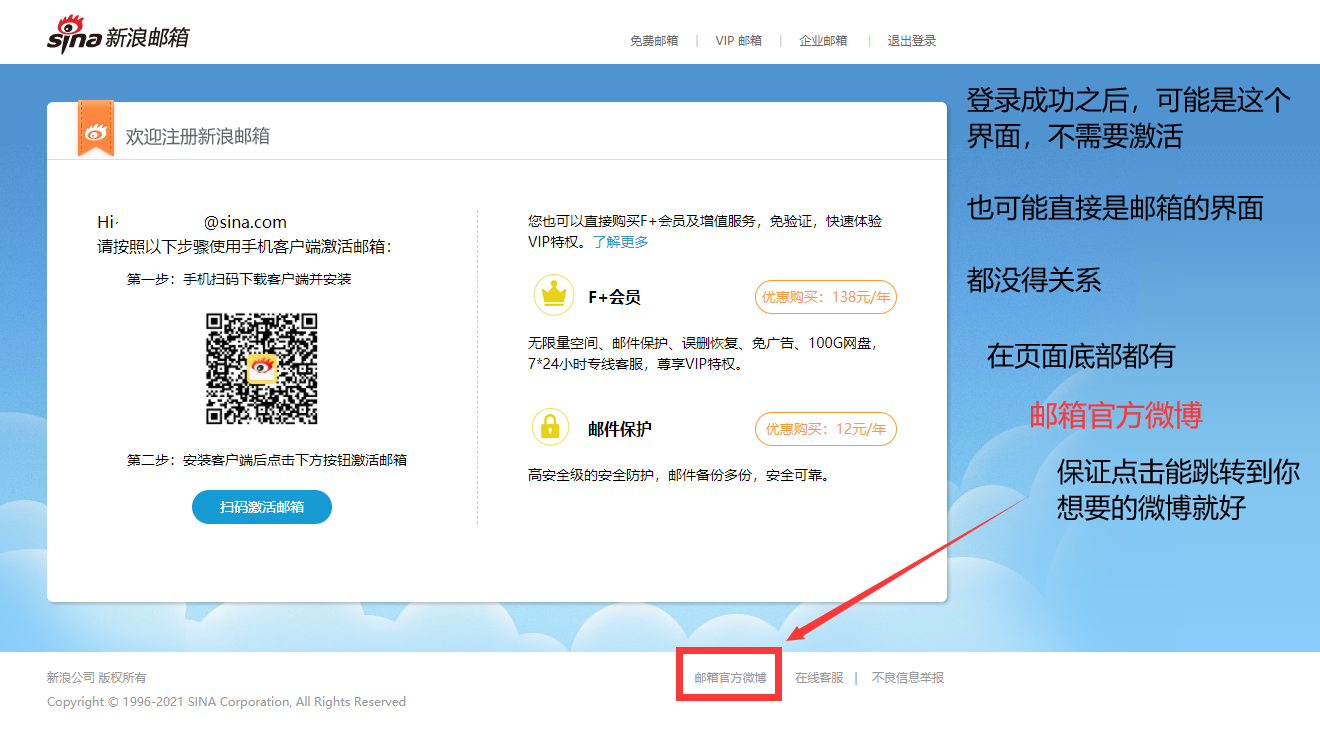 sina 新浪邮箱
免费邮箱 | VIP 邮箱 | 企业邮箱 | 退出登录
欢迎注册新浪邮箱
Hi· @sina.com
请按照以下步骤使用手机客户端激活邮箱：
第一步：手机扫码下载客户端并安装
第二步：安装客户端后点击下方按钮激活邮箱
扫码激活邮箱
您也可以直接购买F+会员及增值服务，免验证，快速体验
VIP特权。了解更多
F+会员
优惠购买：138元/年
无限量空间、邮件保护、误删恢复、免广告、100G网盘，
7*24小时专线客服，尊享VIP特权。
邮件保护
优惠购买：12元/年
高安全级的安全防护，邮件备份多份，安全可靠。
登录成功之后，可能是这个
界面，不需要激活
也可能直接是邮箱的界面
都没得关系
在页面底部都有
邮箱官方微博
保证点击能跳转到你
想要的微博就好
新浪公司 版权所有
Copyright © 1996-2021 SINA Corporation, All Rights Reserved
邮箱官方微博 在线客服 | 不良信息举报